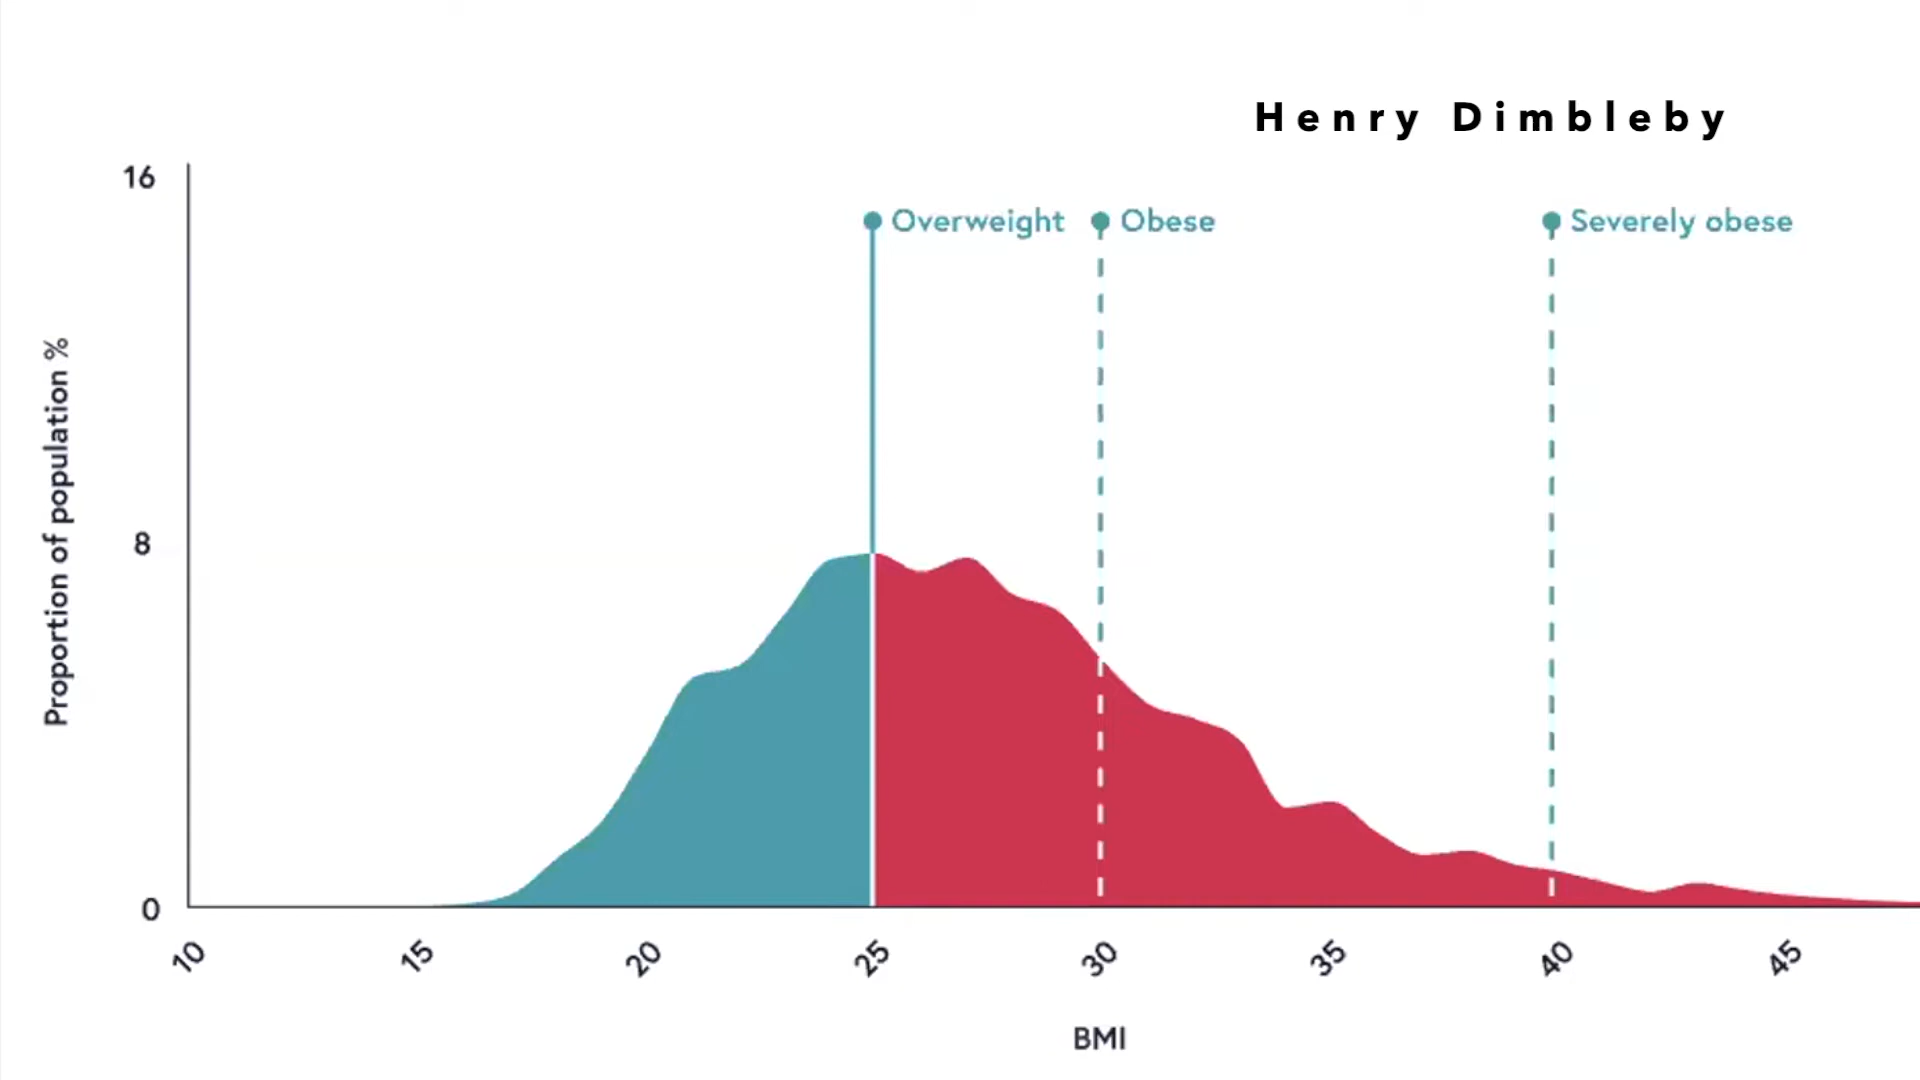 Henry Dimbleby
16
Overweight
Obese
Severely obese
Proportion of population %
8
0
10
15
20
25
30
35
40
45
BMI